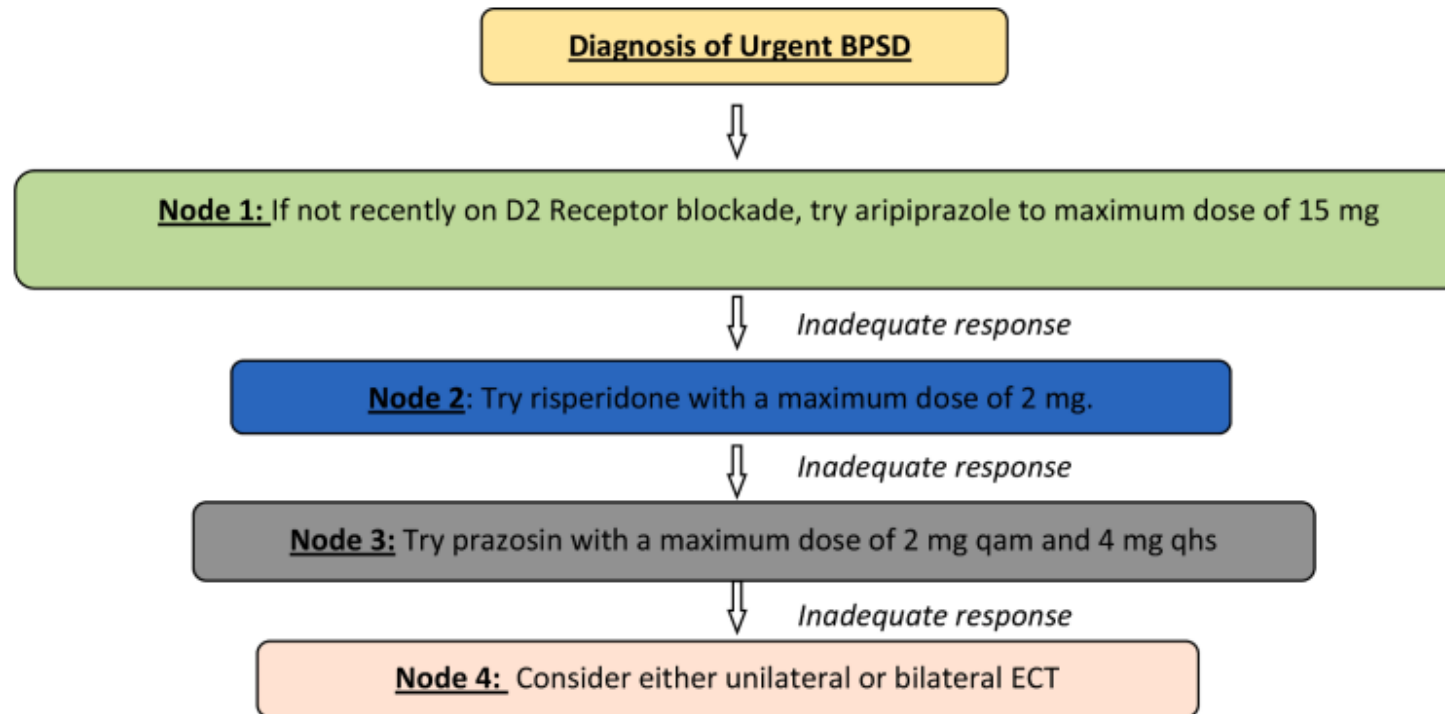 Diagnosis of Urgent BPSD
Node 1: If not recently on D2 Receptor blockade, try aripiprazole to maximum dose of 15 mg
Inadequate response
Node 2: Try risperidone with a maximum dose of 2 mg.
Inadequate response
Node 3: Try prazosin with a maximum dose of 2 mg qam and 4 mg qhs
Inadequate response
Node 4: Consider either unilateral or bilateral ECT